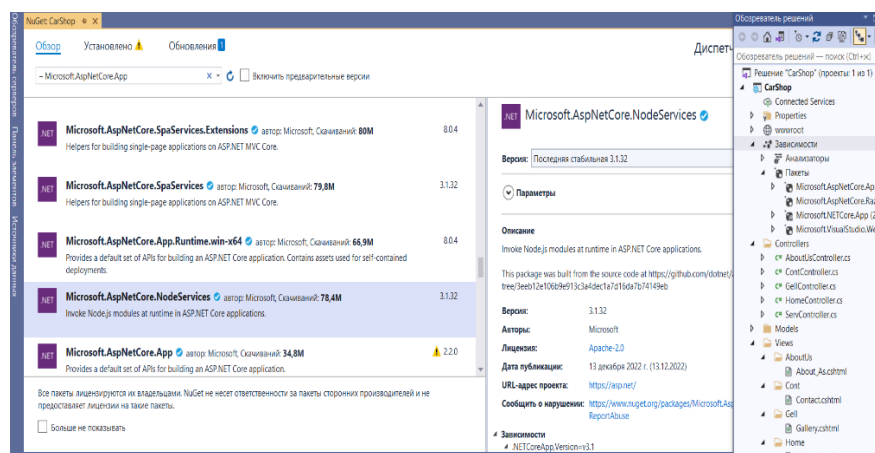 NuGet: CarShop
Обозреватель серверов
Панель элементов
Источники данных
Обзор Установлено Обновления 1
Диспетч
– Microsoft.AspNetCore.App
Включить предварительные версии
.NET Microsoft.AspNetCore.SpaServices.Extensions автор: Microsoft, Скачиваний: 80M 8.0.4
Helpers for building single-page applications on ASP.NET MVC Core.
.NET Microsoft.AspNetCore.SpaServices автор: Microsoft, Скачиваний: 79,8M 3.1.32
Helpers for building single-page applications on ASP.NET MVC Core.
.NET Microsoft.AspNetCore.App.Runtime.win-x64 автор: Microsoft, Скачиваний: 66,9M 8.0.4
Provides a default set of APIs for building an ASP.NET Core application. Contains assets used for self-contained
deployments.
.NET Microsoft.AspNetCore.NodeServices автор: Microsoft, Скачиваний: 78,4M 3.1.32
Invoke Node.js modules at runtime in ASP.NET Core applications.
.NET Microsoft.AspNetCore.App автор: Microsoft, Скачиваний: 34,8M 2.2.0
Provides a default set of APIs for building an ASP.NET Core application.
Все пакеты лицензируются их владельцами. NuGet не несет ответственности за пакеты сторонних производителей и не
предоставляет лицензии на такие пакеты.
Больше не показывать
.NET Microsoft.AspNetCore.NodeServices
Версия: Последняя стабильная 3.1.32
Параметры
Описание
Invoke Node.js modules at runtime in ASP.NET Core applications.
This package was built from the source code at https://github.com/dotnet/
tree/3eeb12e106b9e913c3a4dec1a7d16da7b74149eb
Версия: 3.1.32
Авторы: Microsoft
Лицензия: Apache-2.0
Дата публикации: 13 декабря 2022 г. (13.12.2022)
URL-адрес проекта: https://asp.net/
Сообщить о нарушении: https://www.nuget.org/packages/Microsoft.Asp
ReportAbuse
Зависимости
.NETCoreApp,Version=v3.1
Обозреватель решений
Обозреватель решений — поиск (Ctrl+ж)
Решение "CarShop" (проекты: 1 из 1)
CarShop
Connected Services
Properties
wwwroot
Зависимости
Анализаторы
Пакеты
Microsoft.AspNetCore.Ap
Microsoft.AspNetCore.Raz
Microsoft.NETCore.App (2
Microsoft.VisualStudio.We
Controllers
C# AboutUsController.cs
C# ContController.cs
C# GellController.cs
C# HomeController.cs
C# ServController.cs
Models
Views
AboutUs
About_As.cshtml
Cont
Contact.cshtml
Gell
Gallery.cshtml
Home